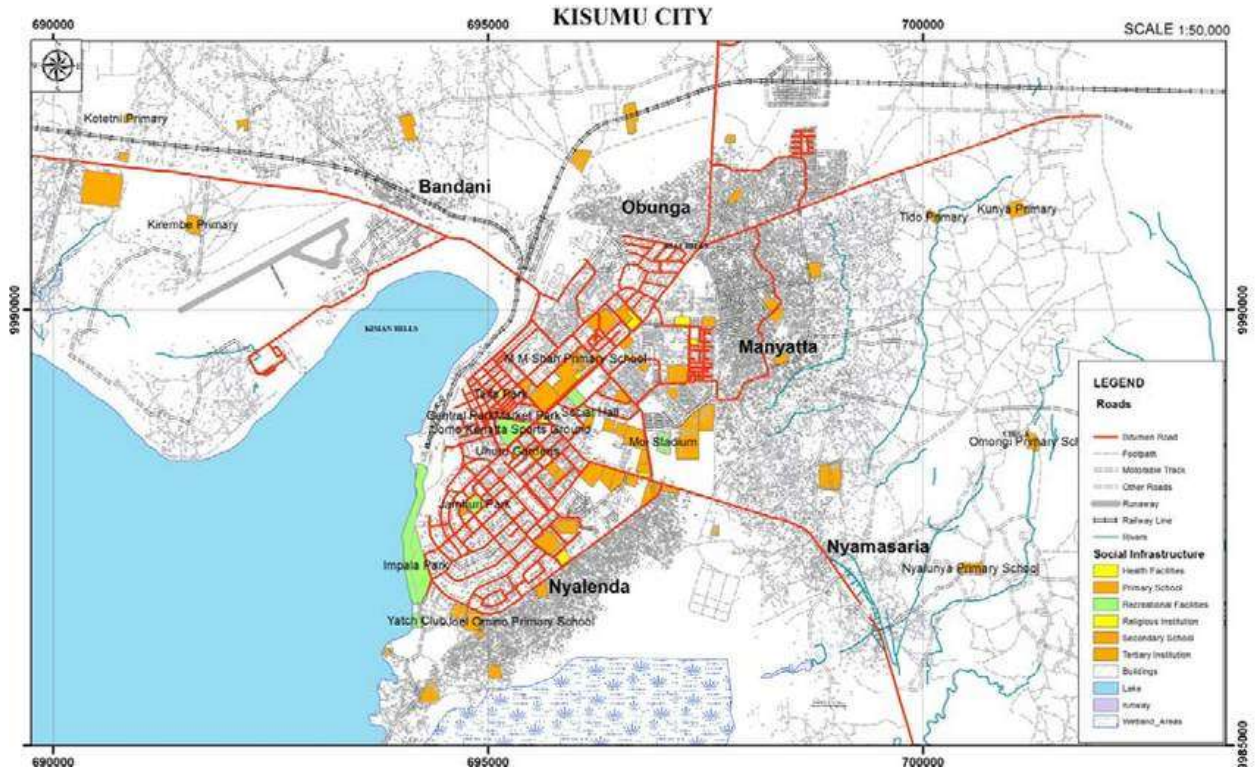 KISUMU CITY
690000
695000
700000
SCALE 1:50,000
Kotetni Primary
Bandani
Obunga
Kirembe Primary
Tido Primary
Kunya Primary
9990000
9990000
KISIAN HILLS
M M Shah Primary School
Manyatta
Taifa Park
Central Park
Market Park
Social Hall
Jomo Kenatta Sports Ground
Moi Stadium
Uhuru Gardens
Omongi Primary Sch
Jamhuri Park
Nyamasaria
Impala Park
Nyalunya Primary School
Nyalenda
Yatch Club
Joel Omino Primary School
LEGEND
Roads
Bitumen Road
Footpath
Motorable Track
Other Roads
Runaway
Railway Line
Rivers
Social Infrastructure
Health Facilities
Primary School
Recreational Facilities
Religious Institution
Secondary School
Tertiary Institution
Buildings
Lake
runway
Wetland_Areas
9985000
690000
695000
700000